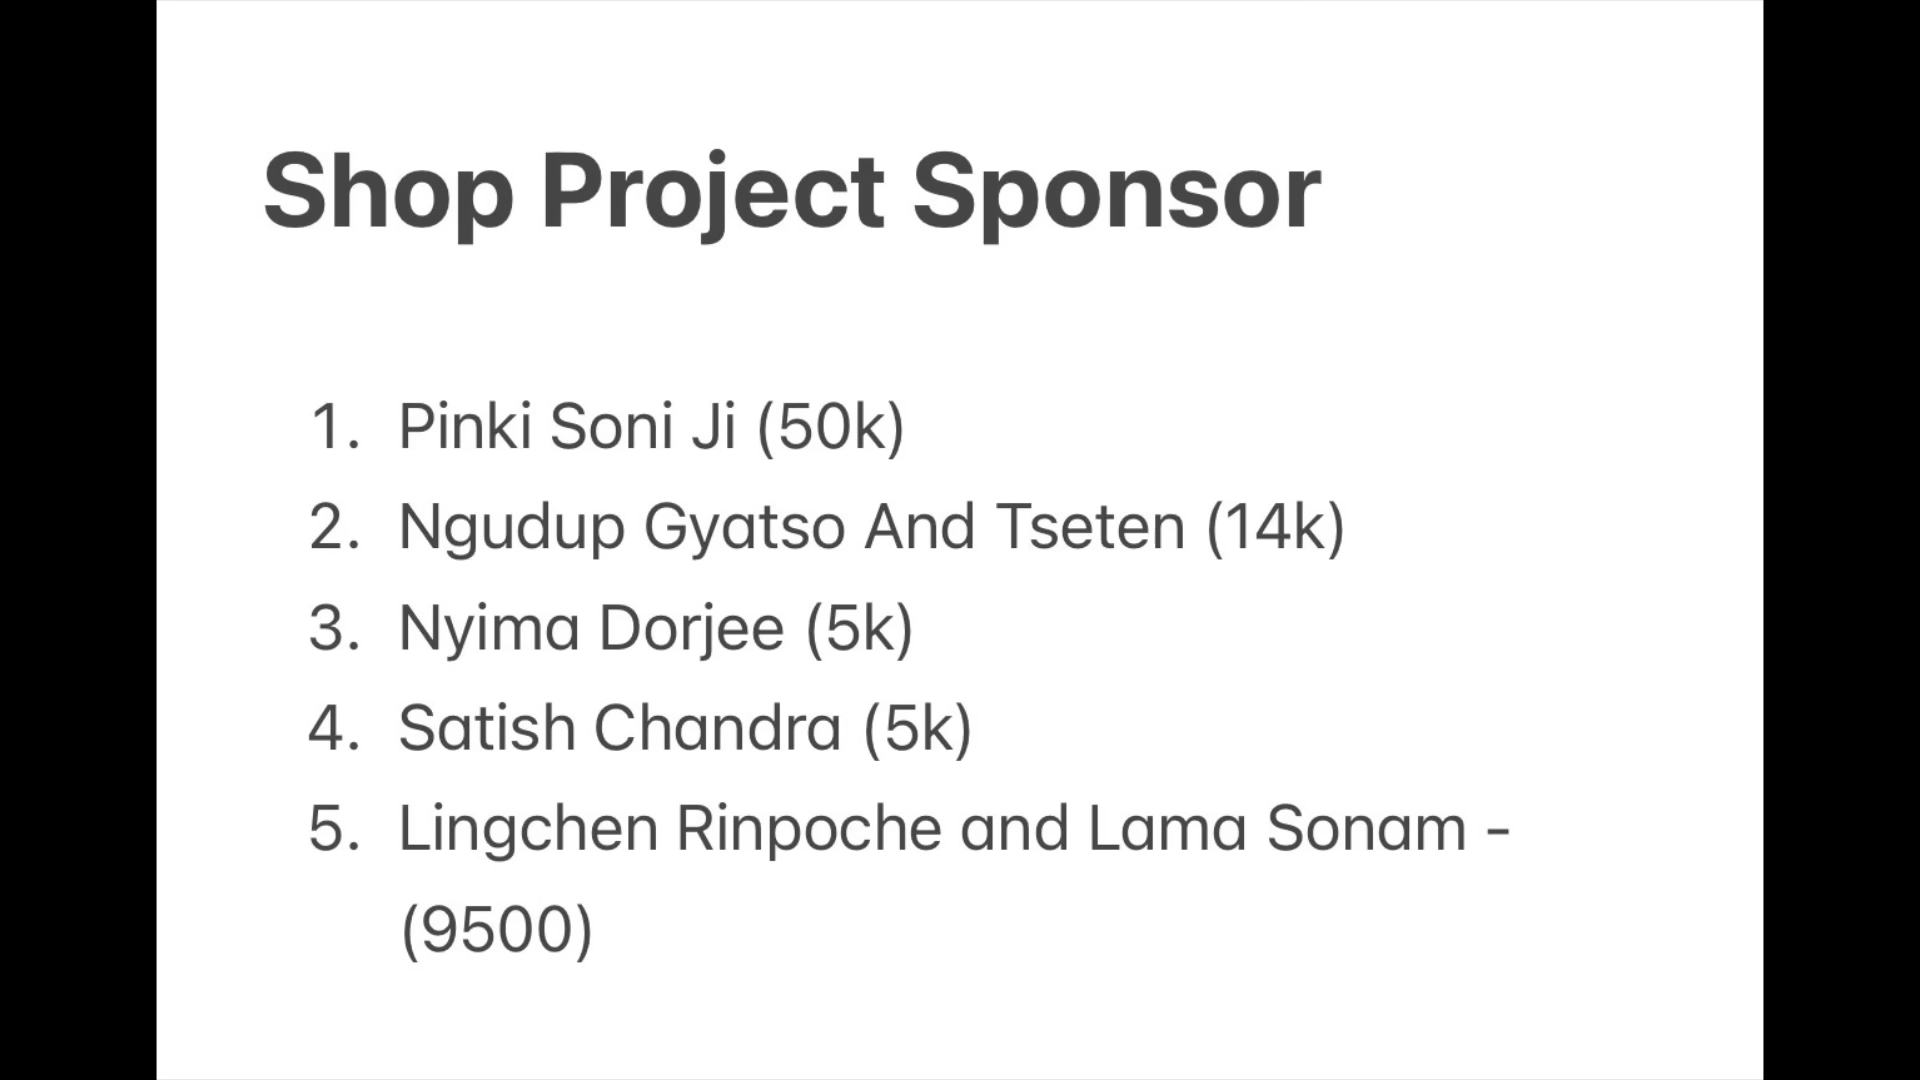 Shop Project Sponsor
1. Pinki Soni Ji (50k)
2. Ngudup Gyatso And Tseten (14k)
3. Nyima Dorjee (5k)
4. Satish Chandra (5k)
5. Lingchen Rinpoche and Lama Sonam -
(9500)